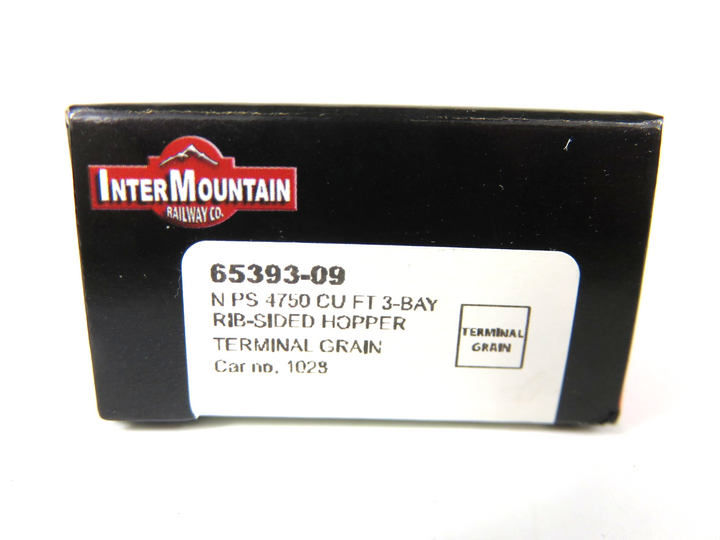 INTERMOUNTAIN
RAILWAY CO.
65393-09
N PS 4750 CU FT 3-BAY
RIB-SIDED HOPPER
TERMINAL GRAIN
Car no. 1028
TERMINAL
GRAIN